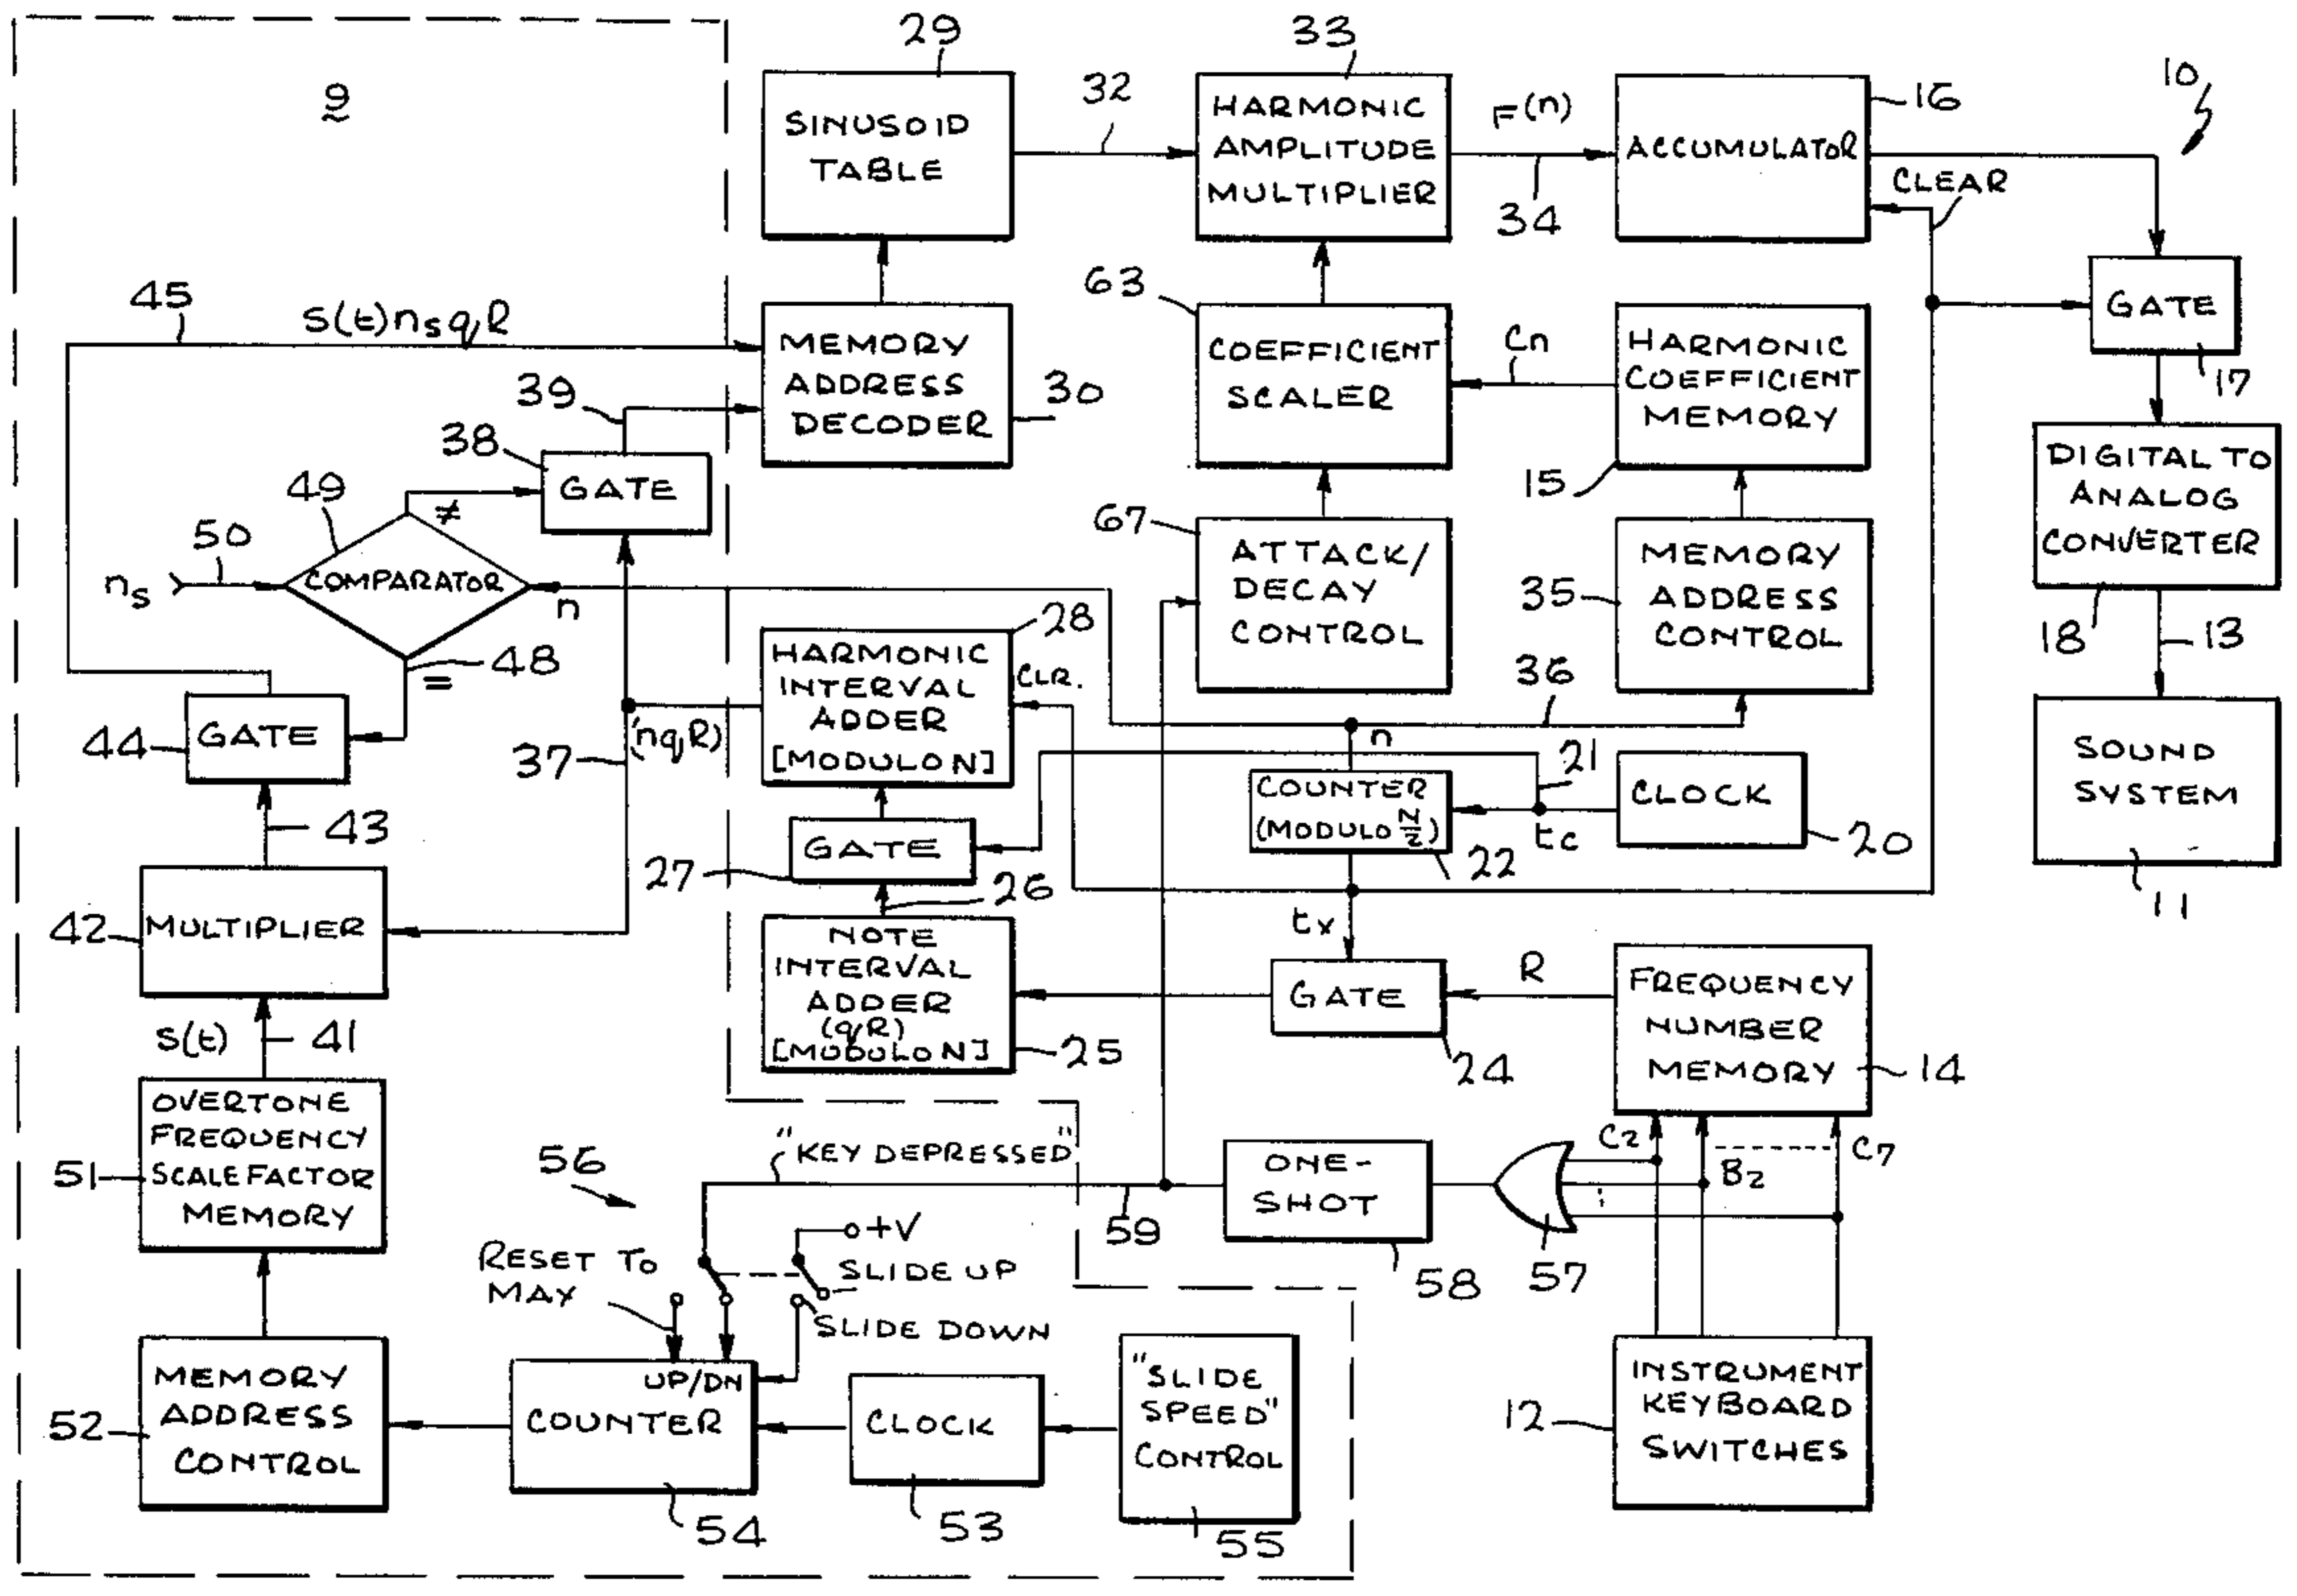 9
29
SINUSOID
TABLE
32
33
HARMONIC
AMPLITUDE
MULTIPLIER
F(n)
34
ACCUMULATOR
16
10
CLEAR
GATE
17
45
S(t)nsqR
MEMORY
ADDRESS
DECODER
30
63
COEFFICIENT
SCALER
Cn
HARMONIC
COEFFICIENT
MEMORY
15
39
38
GATE
DIGITAL TO
ANALOG
CONVERTER
18
13
49
≠
50
ns
COMPARATOR
n
67
ATTACK/
DECAY
CONTROL
35
MEMORY
ADDRESS
CONTROL
48
=
28
HARMONIC
INTERVAL
ADDER
[MODULO N]
CLR.
36
SOUND
SYSTEM
11
44
GATE
37
(nqR)
n
21
COUNTER
(MODULO N/2)
22
tc
CLOCK
20
43
GATE
27
26
42
MULTIPLIER
NOTE
INTERVAL
ADDER
(qR)
[MODULO N]
25
tx
GATE
24
R
FREQUENCY
NUMBER
MEMORY
14
S(t)
41
OVERTONE
FREQUENCY
SCALE FACTOR
MEMORY
51
"KEY DEPRESSED"
56
59
ONE-
SHOT
58
57
C2
B2
C7
+V
RESET TO
MAX
SLIDE UP
SLIDE DOWN
MEMORY
ADDRESS
CONTROL
52
UP/DN
COUNTER
54
CLOCK
53
"SLIDE
SPEED"
CONTROL
55
12
INSTRUMENT
KEYBOARD
SWITCHES